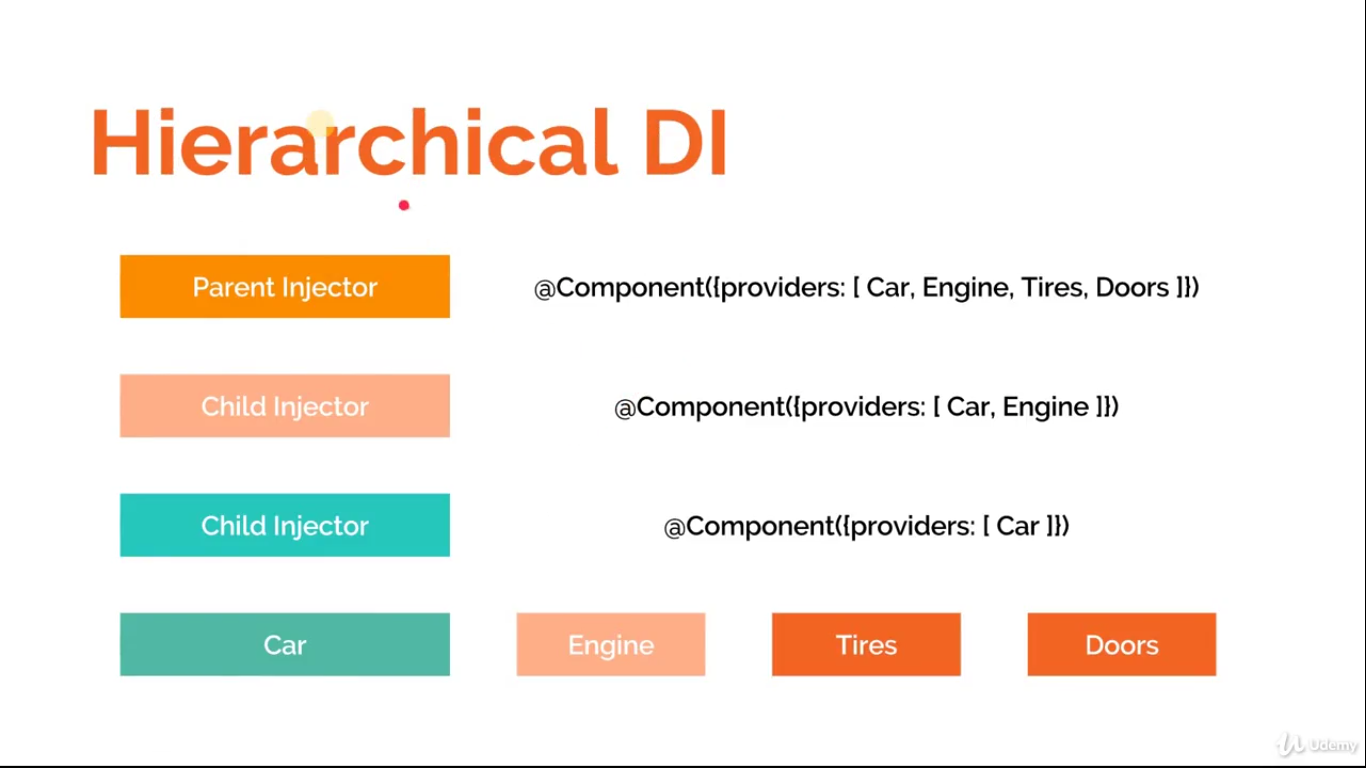 Hierarchical DI
Parent Injector
@Component({providers: [ Car, Engine, Tires, Doors ]})
Child Injector
@Component({providers: [ Car, Engine ]})
Child Injector
@Component({providers: [ Car ]})
Car
Engine
Tires
Doors
Udemy